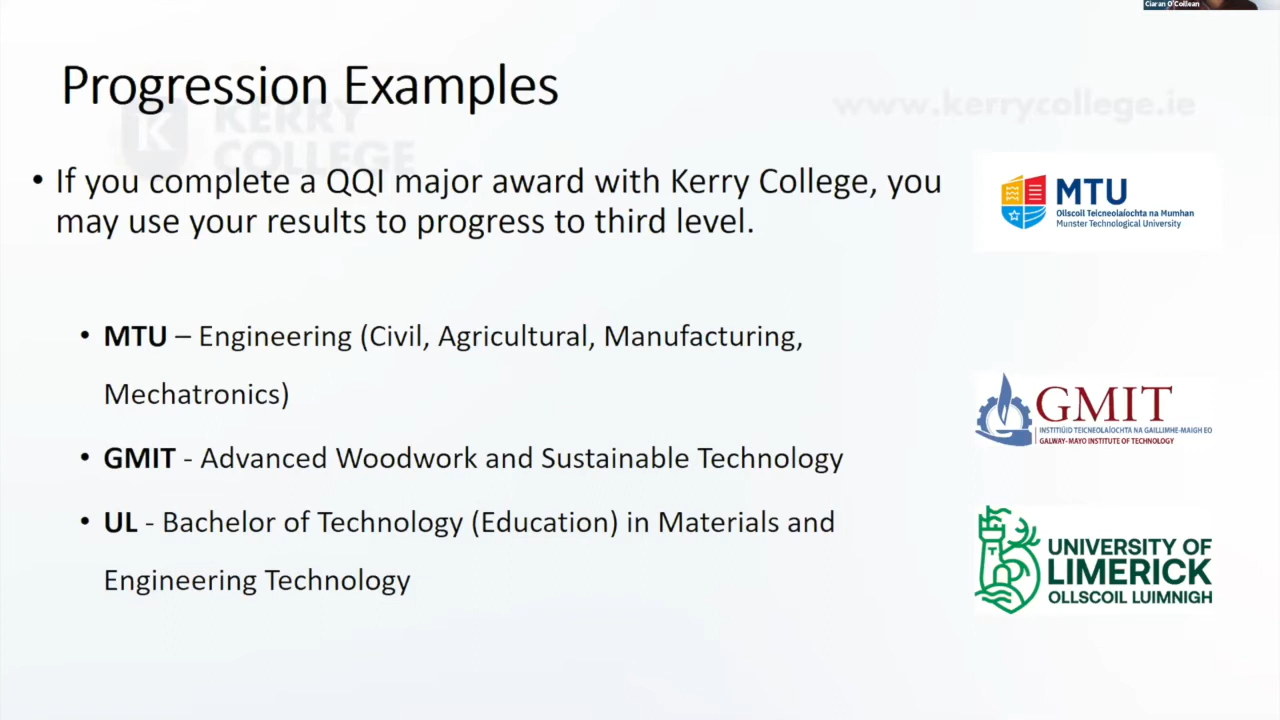 Ciaran O'Coilean
Progression Examples
www.kerrycollege.ie
K KERRY
COLLEGE
• If you complete a QQI major award with Kerry College, you
may use your results to progress to third level.
MTU
Ollscoil Teicneolaíochta na Mumhan
Munster Technological University
• MTU – Engineering (Civil, Agricultural, Manufacturing,
Mechatronics)
GMIT
INSTITIÚID TEICNEOLAÍOCHTA NA GAILLIMHE-MAIGH EO
GALWAY-MAYO INSTITUTE OF TECHNOLOGY
• GMIT - Advanced Woodwork and Sustainable Technology
• UL - Bachelor of Technology (Education) in Materials and
Engineering Technology
UNIVERSITY OF
LIMERICK
OLLSCOIL LUIMNIGH